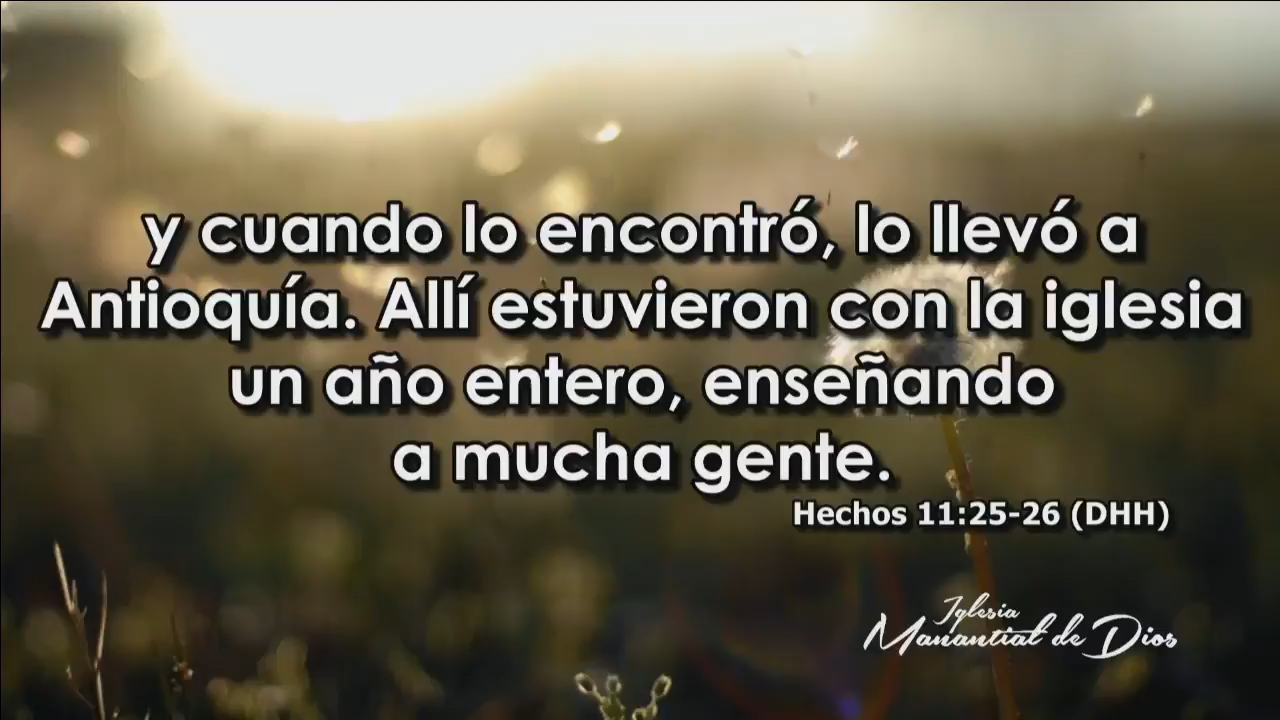 y cuando lo encontró, lo llevó a
Antioquía. Allí estuvieron con la iglesia
un año entero, enseñando
a mucha gente.
Hechos 11:25-26 (DHH)
Iglesia
Manantial de Dios